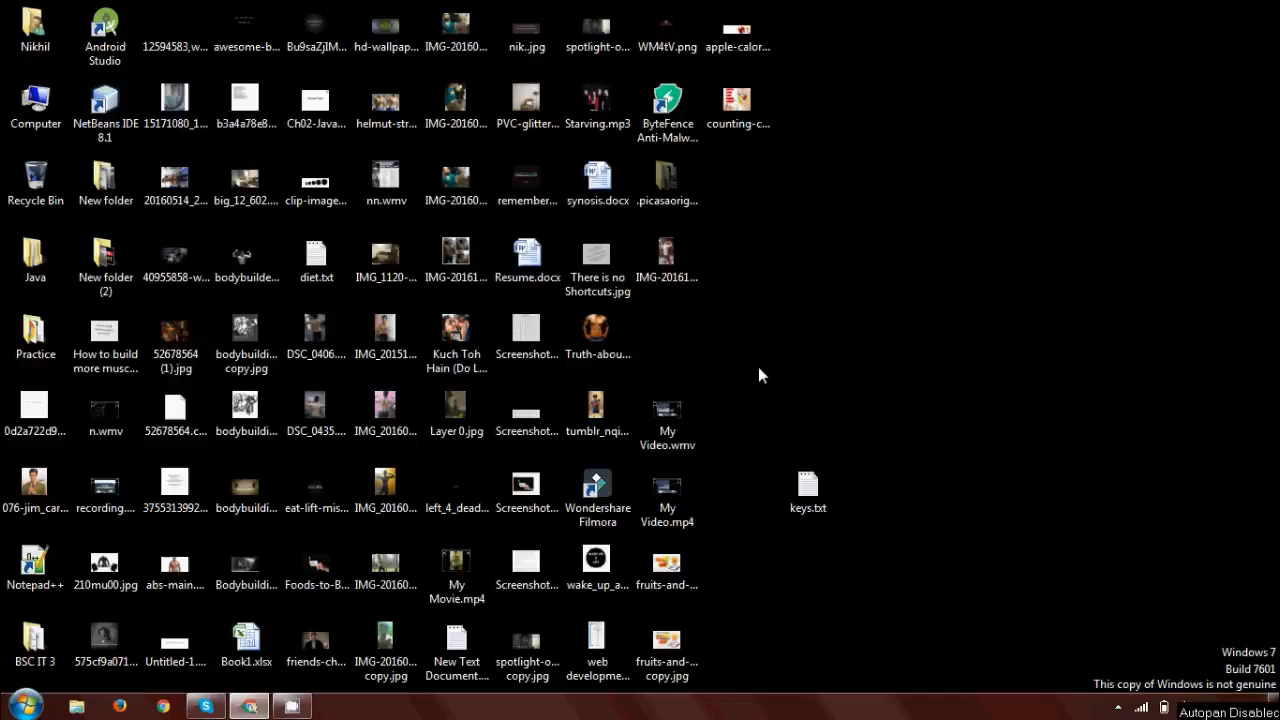 Nikhil
Android
Studio
12594583,w...
awesome-b...
Bu9saZjIM...
hd-wallpap...
IMG-20160...
nik..jpg
spotlight-o...
WM4tV.png
apple-calor...
Computer
NetBeans IDE
8.1
15171080_1...
b3a4a78e8...
Ch02-Java...
helmut-str...
IMG-20160...
PVC-glitter...
Starving.mp3
ByteFence
Anti-Malw...
counting-c...
Recycle Bin
New folder
20160514_2...
big_12_602....
clip-image...
nn.wmv
IMG-20160...
remember...
synosis.docx
.picasaorig...
Java
New folder
(2)
40955858-w...
bodybuilde...
diet.txt
IMG_1120-...
IMG-20161...
Resume.docx
There is no
Shortcuts.jpg
IMG-20161...
Practice
How to build
more musc...
52678564
(1).jpg
bodybuildi...
copy.jpg
DSC_0406....
IMG_20151...
Kuch Toh
Hain (Do L...
Screenshot...
Truth-abou...
0d2a722d9...
n.wmv
52678564.c...
bodybuildi...
DSC_0435....
IMG_20160...
Layer 0.jpg
Screenshot...
tumblr_nqi...
My
Video.wmv
076-jim_car...
recording....
3755313992...
bodybuildi...
eat-lift-mis...
IMG_20160...
left_4_dead...
Screenshot...
Wondershare
Filmora
My
Video.mp4
keys.txt
Notepad++
210mu00.jpg
abs-main....
Bodybuildi...
Foods-to-B...
IMG-20160...
My
Movie.mp4
Screenshot...
wake_up_a...
fruits-and-...
BSC IT 3
575cf9a071...
Untitled-1....
Book1.xlsx
friends-ch...
IMG-20160...
copy.jpg
New Text
Document....
spotlight-o...
copy.jpg
web
developme...
fruits-and-...
copy.jpg
Windows 7
Build 7601
This copy of Windows is not genuine
Autopan Disabled